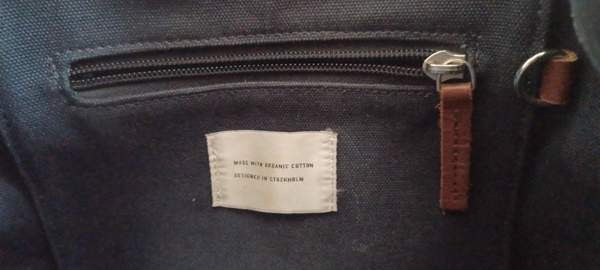 MADE WITH ORGANIC COTTON
DESIGNED IN STOCKHOLM